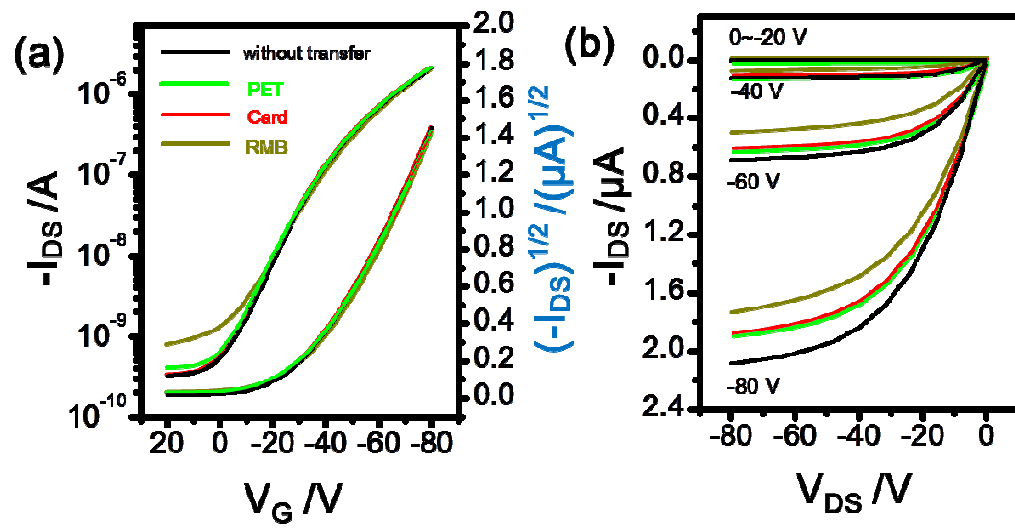 (a)
without transfer
PET
Card
RMB
10⁻⁶
10⁻⁷
10⁻⁸
10⁻⁹
10⁻¹⁰
-I_DS /A
20 0 -20 -40 -60 -80
V_G /V
2.0
1.8
1.6
1.4
1.2
1.0
0.8
0.6
0.4
0.2
0.0
(-I_DS)^1/2 /(µA)^1/2
(b)
0~-20 V
-40 V
-60 V
-80 V
0.0
0.4
0.8
1.2
1.6
2.0
2.4
-I_DS /µA
-80 -60 -40 -20 0
V_DS /V